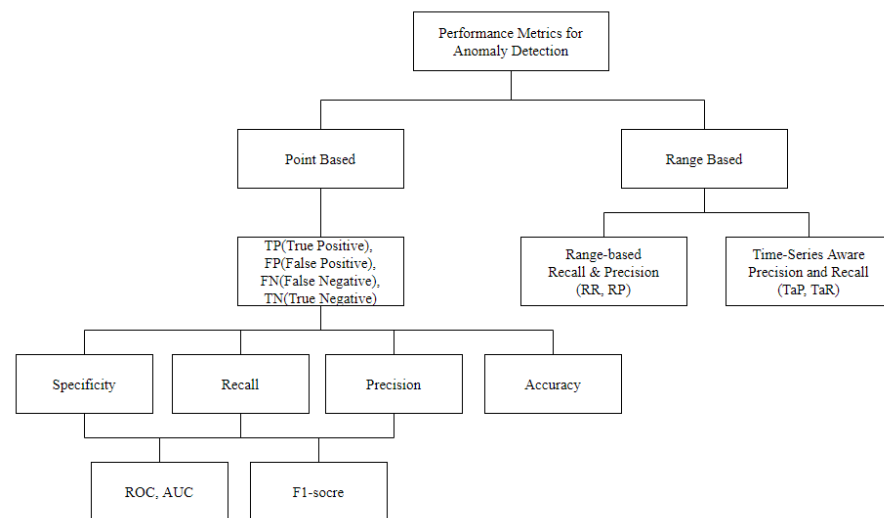 Performance Metrics for
Anomaly Detection
Point Based
Range Based
TP(True Positive),
FP(False Positive),
FN(False Negative),
TN(True Negative)
Range-based
Recall & Precision
(RR, RP)
Time-Series Aware
Precision and Recall
(TaP, TaR)
Specificity
Recall
Precision
Accuracy
ROC, AUC
F1-socre